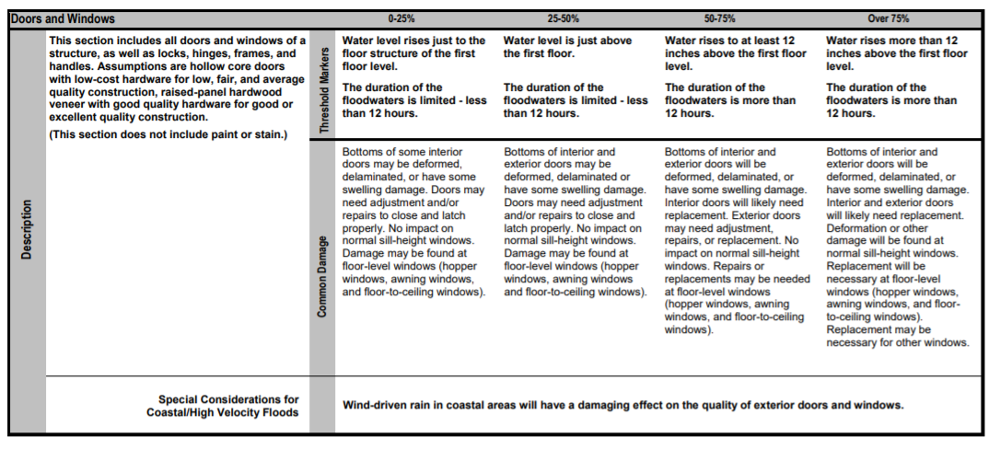 Doors and Windows 0-25% 25-50% 50-75% Over 75%
Description
This section includes all doors and windows of a
structure, as well as locks, hinges, frames, and
handles. Assumptions are hollow core doors
with low-cost hardware for low, fair, and average
quality construction, raised-panel hardwood
veneer with good quality hardware for good or
excellent quality construction.
(This section does not include paint or stain.)
Threshold Markers
Water level rises just to the
floor structure of the first
floor level.
The duration of the
floodwaters is limited - less
than 12 hours.
Water level is just above
the first floor.
The duration of the
floodwaters is limited - less
than 12 hours.
Water rises to at least 12
inches above the first floor
level.
The duration of the
floodwaters is more than
12 hours.
Water rises more than 12
inches above the first floor
level.
The duration of the
floodwaters is more than
12 hours.
Common Damage
Bottoms of some interior
doors may be deformed,
delaminated, or have some
swelling damage. Doors may
need adjustment and/or
repairs to close and latch
properly. No impact on
normal sill-height windows.
Damage may be found at
floor-level windows (hopper
windows, awning windows,
and floor-to-ceiling windows).
Bottoms of interior and
exterior doors may be
deformed, delaminated or
have some swelling damage.
Doors may need adjustment
and/or repairs to close and
latch properly. No impact on
normal sill-height windows.
Damage may be found at
floor-level windows (hopper
windows, awning windows
and floor-to-ceiling windows).
Bottoms of interior and
exterior doors will be
deformed, delaminated, or
have some swelling damage.
Interior doors will likely need
replacement. Exterior doors
may need adjustment,
repairs, or replacement. No
impact on normal sill-height
windows. Repairs or
replacements may be needed
at floor-level windows
(hopper windows, awning
windows, and floor-to-ceiling
windows).
Bottoms of interior and
exterior doors will be
deformed, delaminated, or
have some swelling damage.
Interior and exterior doors
will likely need replacement.
Deformation or other
damage will be found at
normal sill-height windows.
Replacement will be
necessary at floor-level
windows (hopper windows,
awning windows, and floor-
to-ceiling windows).
Replacement may be
necessary for other windows.
Special Considerations for
Coastal/High Velocity Floods
Wind-driven rain in coastal areas will have a damaging effect on the quality of exterior doors and windows.